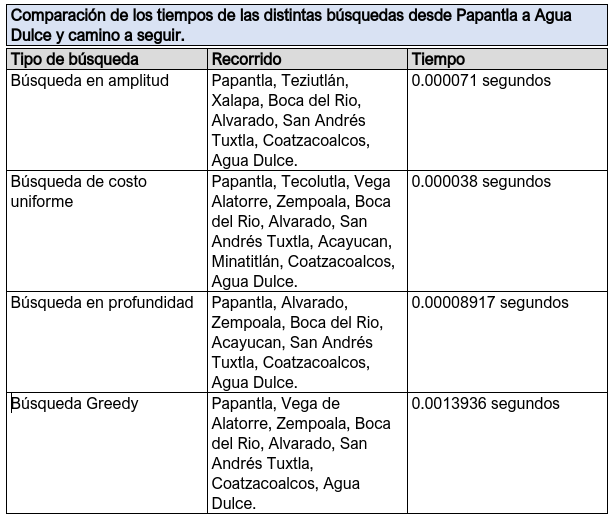 Comparación de los tiempos de las distintas búsquedas desde Papantla a Agua
Dulce y camino a seguir.
Tipo de búsqueda Recorrido Tiempo
Búsqueda en amplitud Papantla, Teziutlán, 0.000071 segundos
Xalapa, Boca del Rio,
Alvarado, San Andrés
Tuxtla, Coatzacoalcos,
Agua Dulce.
Búsqueda de costo Papantla, Tecolutla, Vega 0.000038 segundos
uniforme Alatorre, Zempoala, Boca
del Rio, Alvarado, San
Andrés Tuxtla, Acayucan,
Minatitlán, Coatzacoalcos,
Agua Dulce.
Búsqueda en profundidad Papantla, Alvarado, 0.00008917 segundos
Zempoala, Boca del Rio,
Acayucan, San Andrés
Tuxtla, Coatzacoalcos,
Agua Dulce.
Búsqueda Greedy Papantla, Vega de 0.0013936 segundos
Alatorre, Zempoala, Boca
del Rio, Alvarado, San
Andrés Tuxtla,
Coatzacoalcos, Agua
Dulce.